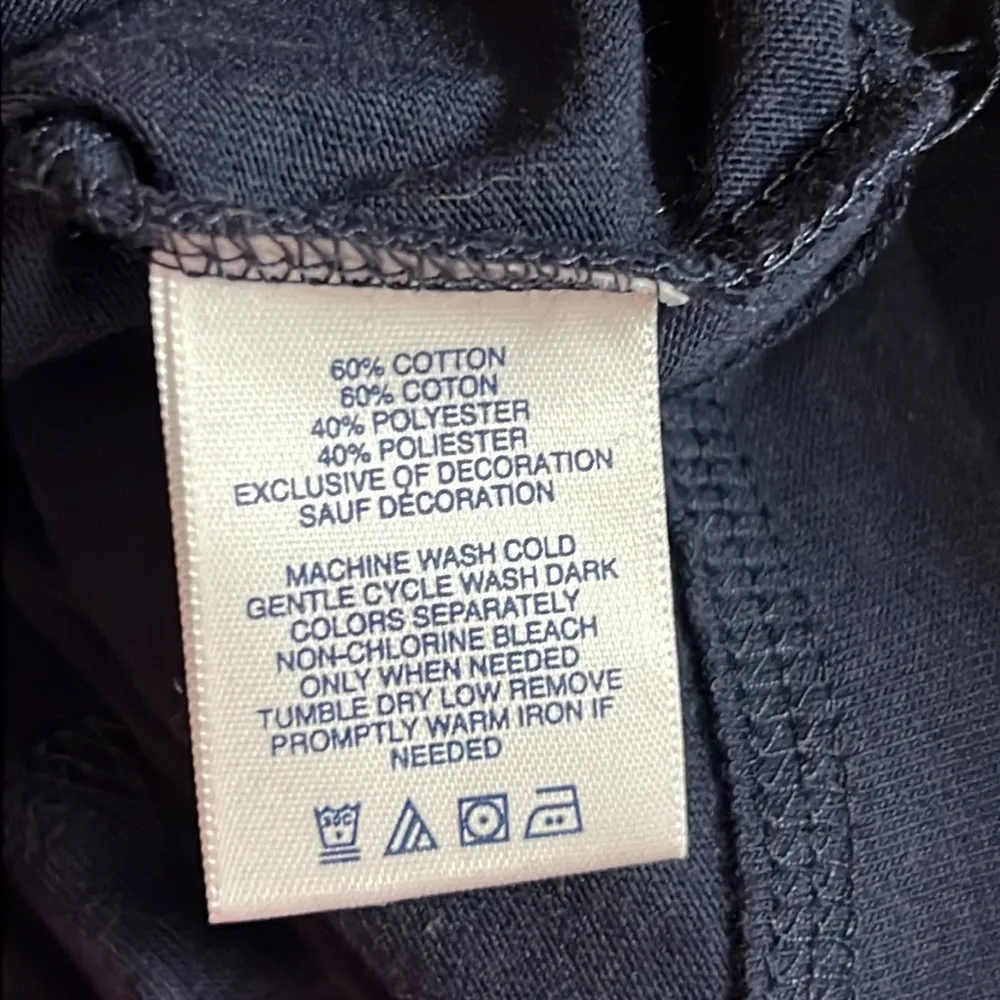 60% COTTON
60% COTON
40% POLYESTER
40% POLIESTER
EXCLUSIVE OF DECORATION
SAUF DÉCORATION
MACHINE WASH COLD
GENTLE CYCLE WASH DARK
COLORS SEPARATELY
NON-CHLORINE BLEACH
ONLY WHEN NEEDED
TUMBLE DRY LOW REMOVE
PROMPTLY WARM IRON IF
NEEDED